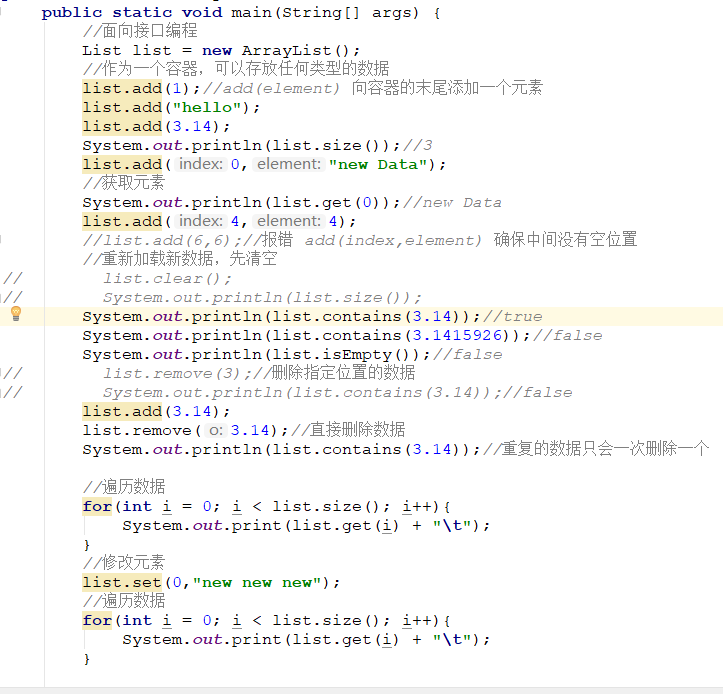 public static void main(String[] args) {
//面向接口编程
List list = new ArrayList();
//作为一个容器，可以存放任何类型的数据
list.add(1);//add(element) 向容器的末尾添加一个元素
list.add("hello");
list.add(3.14);
System.out.println(list.size());//3
list.add( index: 0, element: "new Data");
//获取元素
System.out.println(list.get(0));//new Data
list.add( index: 4, element: 4);
//list.add(6,6);//报错 add(index,element) 确保中间没有空位置
//重新加载新数据，先清空
// list.clear();
// System.out.println(list.size());
System.out.println(list.contains(3.14));//true
System.out.println(list.contains(3.1415926));//false
System.out.println(list.isEmpty());//false
// list.remove(3);//删除指定位置的数据
// System.out.println(list.contains(3.14));//false
list.add(3.14);
list.remove( o: 3.14);//直接删除数据
System.out.println(list.contains(3.14));//重复的数据只会一次删除一个
//遍历数据
for(int i = 0; i < list.size(); i++){
System.out.print(list.get(i) + "\t");
}
//修改元素
list.set(0,"new new new");
//遍历数据
for(int i = 0; i < list.size(); i++){
System.out.print(list.get(i) + "\t");
}